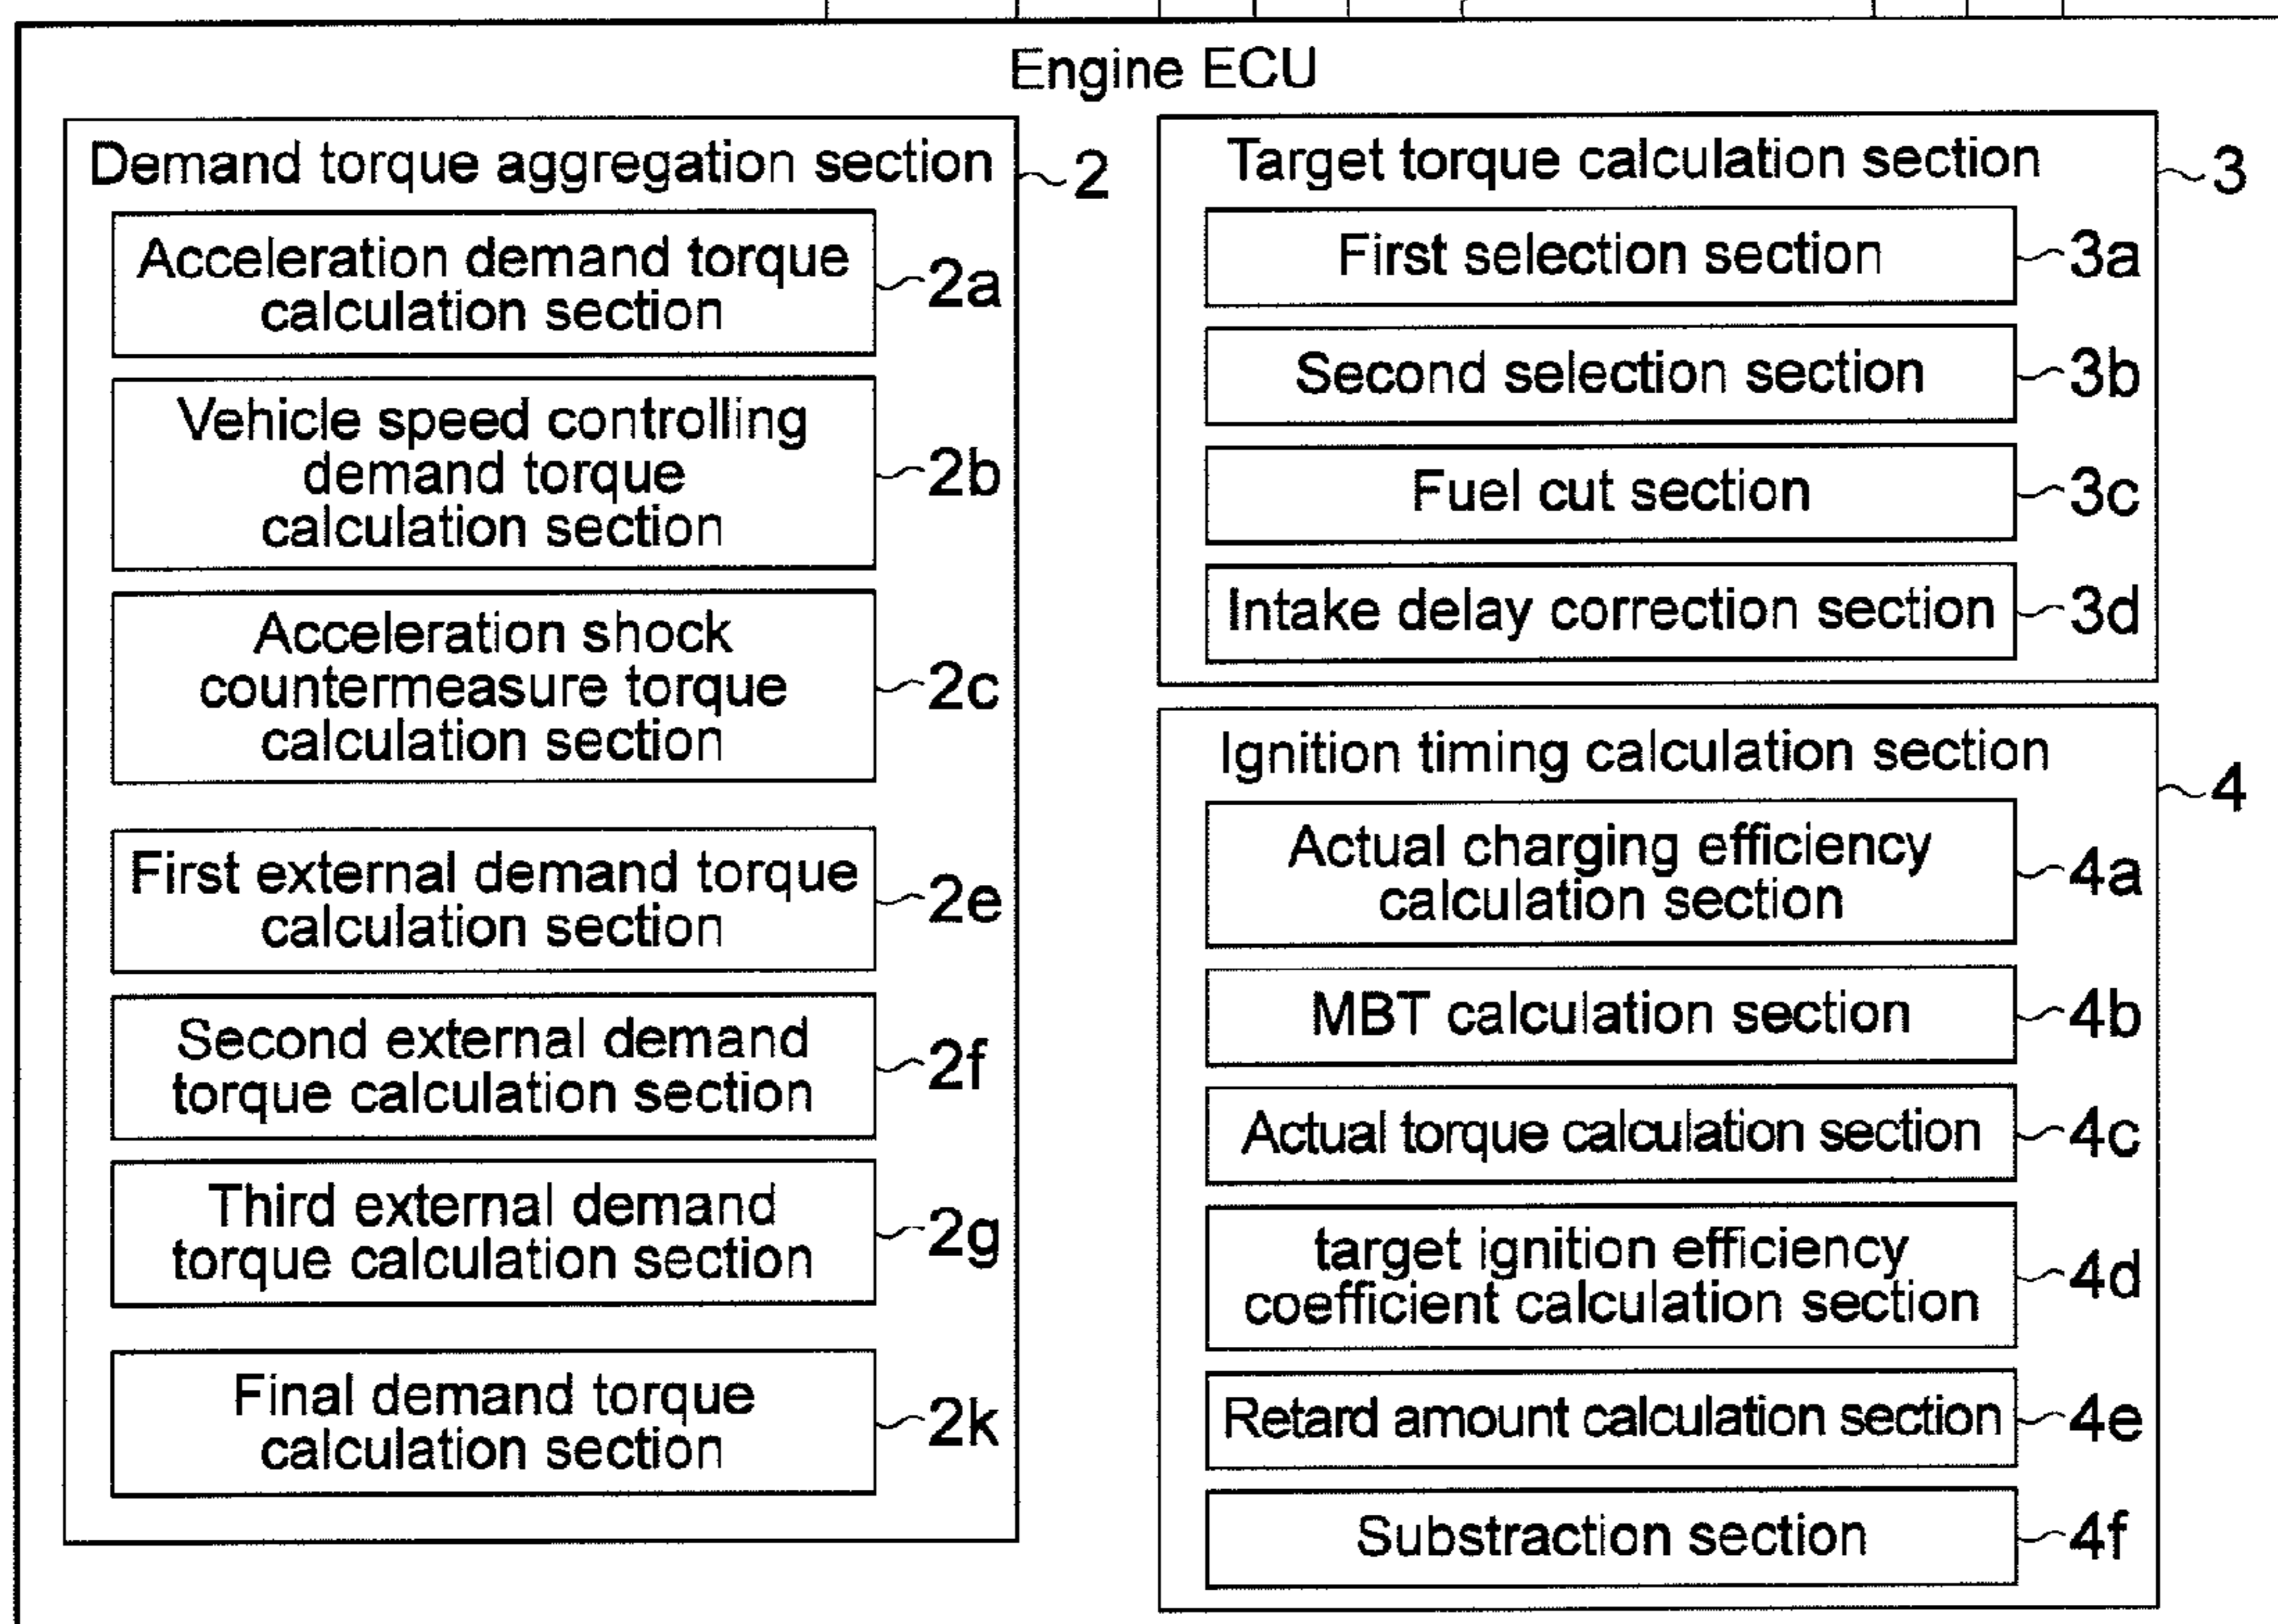 Engine ECU
Demand torque aggregation section
2
Acceleration demand torque
calculation section
2a
Vehicle speed controlling
demand torque
calculation section
2b
Acceleration shock
countermeasure torque
calculation section
2c
First external demand torque
calculation section
2e
Second external demand
torque calculation section
2f
Third external demand
torque calculation section
2g
Final demand torque
calculation section
2k
Target torque calculation section
3
First selection section
3a
Second selection section
3b
Fuel cut section
3c
Intake delay correction section
3d
Ignition timing calculation section
4
Actual charging efficiency
calculation section
4a
MBT calculation section
4b
Actual torque calculation section
4c
target ignition efficiency
coefficient calculation section
4d
Retard amount calculation section
4e
Substraction section
4f